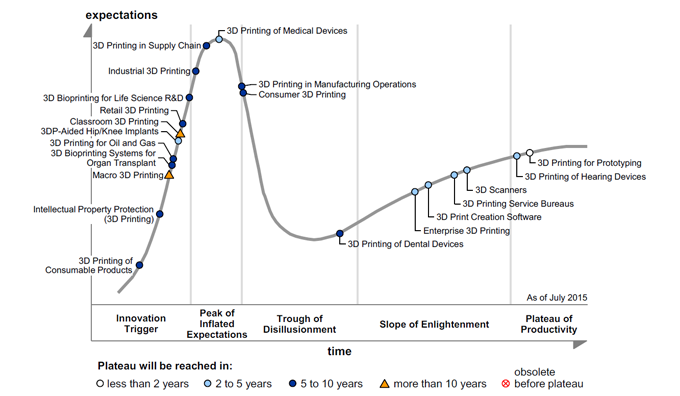 expectations
3D Printing of Medical Devices
3D Printing in Supply Chain
Industrial 3D Printing
3D Printing in Manufacturing Operations
3D Bioprinting for Life Science R&D
Consumer 3D Printing
Retail 3D Printing
Classroom 3D Printing
3DP-Aided Hip/Knee Implants
3D Printing for Oil and Gas
3D Bioprinting Systems for
Organ Transplant
Macro 3D Printing
Intellectual Property Protection
(3D Printing)
3D Printing of
Consumable Products
3D Printing of Dental Devices
Enterprise 3D Printing
3D Print Creation Software
3D Printing Service Bureaus
3D Scanners
3D Printing of Hearing Devices
3D Printing for Prototyping
As of July 2015
Innovation
Trigger
Peak of
Inflated
Expectations
Trough of
Disillusionment
Slope of Enlightenment
Plateau of
Productivity
time
Plateau will be reached in:
less than 2 years
2 to 5 years
5 to 10 years
more than 10 years
obsolete
before plateau